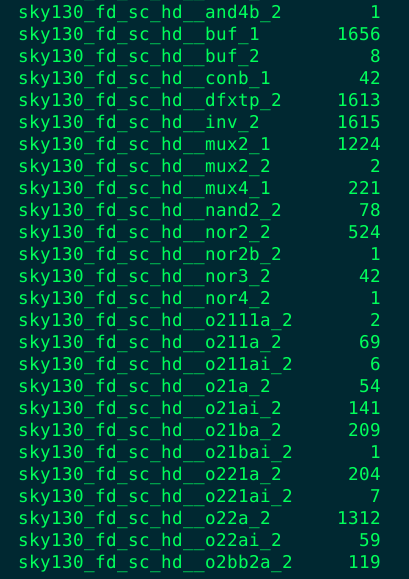 sky130_fd_sc_hd__and4b_2 1
sky130_fd_sc_hd__buf_1 1656
sky130_fd_sc_hd__buf_2 8
sky130_fd_sc_hd__conb_1 42
sky130_fd_sc_hd__dfxtp_2 1613
sky130_fd_sc_hd__inv_2 1615
sky130_fd_sc_hd__mux2_1 1224
sky130_fd_sc_hd__mux2_2 2
sky130_fd_sc_hd__mux4_1 221
sky130_fd_sc_hd__nand2_2 78
sky130_fd_sc_hd__nor2_2 524
sky130_fd_sc_hd__nor2b_2 1
sky130_fd_sc_hd__nor3_2 42
sky130_fd_sc_hd__nor4_2 1
sky130_fd_sc_hd__o2111a_2 2
sky130_fd_sc_hd__o211a_2 69
sky130_fd_sc_hd__o211ai_2 6
sky130_fd_sc_hd__o21a_2 54
sky130_fd_sc_hd__o21ai_2 141
sky130_fd_sc_hd__o21ba_2 209
sky130_fd_sc_hd__o21bai_2 1
sky130_fd_sc_hd__o221a_2 204
sky130_fd_sc_hd__o221ai_2 7
sky130_fd_sc_hd__o22a_2 1312
sky130_fd_sc_hd__o22ai_2 59
sky130_fd_sc_hd__o2bb2a_2 119